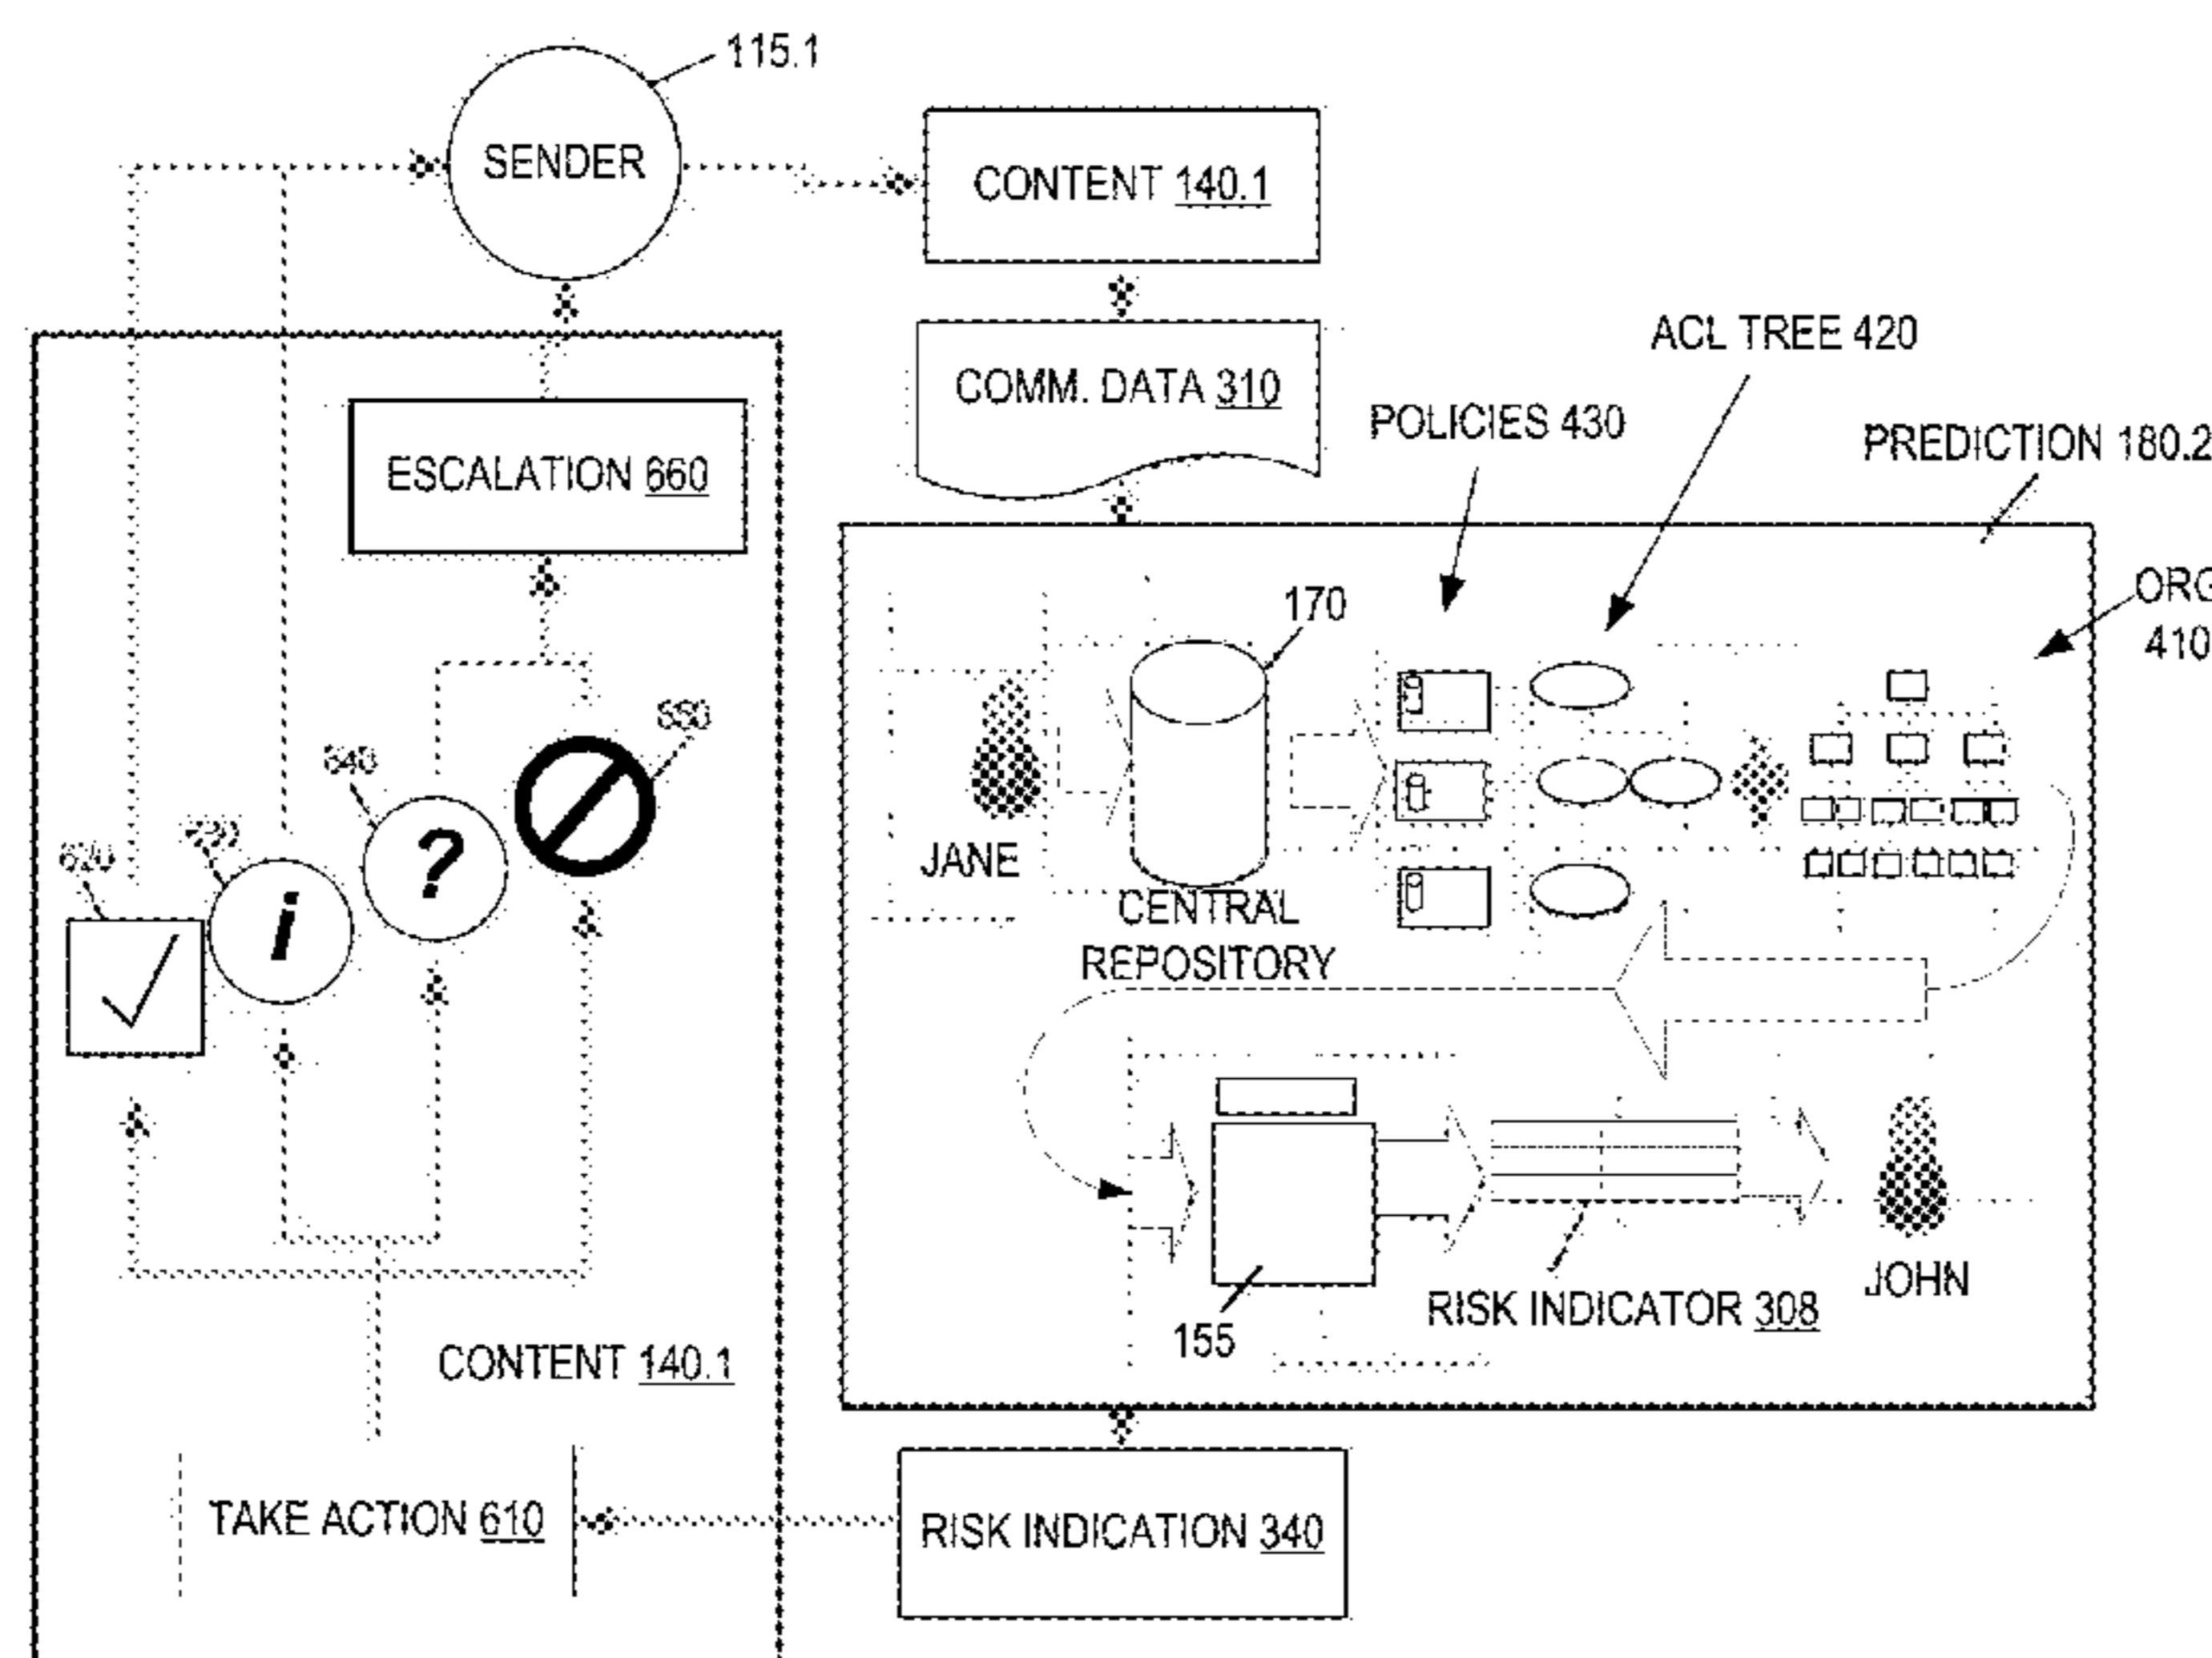 115.1
SENDER
CONTENT 140.1
COMM. DATA 310
ACL TREE 420
POLICIES 430
PREDICTION 180.2
ESCALATION 660
ORG
410
170
650
640
620
i
?
JANE
CENTRAL
REPOSITORY
155
RISK INDICATOR 308
JOHN
CONTENT 140.1
TAKE ACTION 610
RISK INDICATION 340